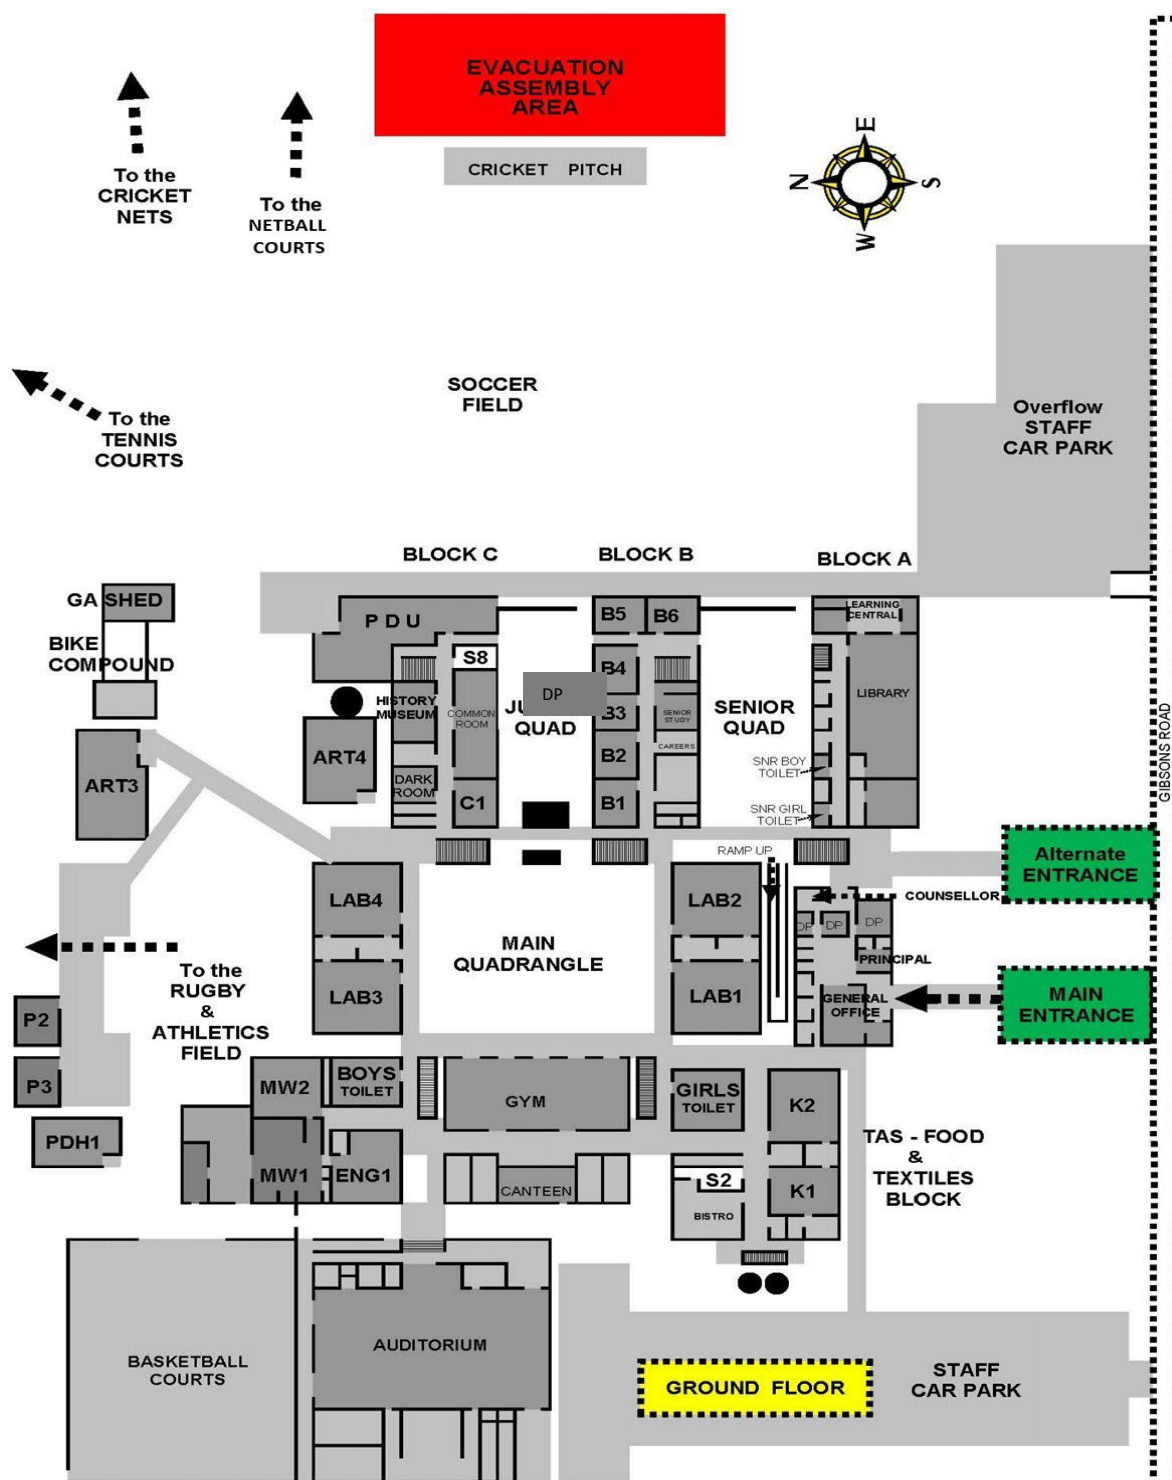 EVACUATION
ASSEMBLY
AREA
CRICKET PITCH
To the
CRICKET
NETS
To the
NETBALL
COURTS
E
N
S
W
SOCCER
FIELD
To the
TENNIS
COURTS
Overflow
STAFF
CAR PARK
BLOCK C
BLOCK B
BLOCK A
GA SHED
BIKE
COMPOUND
P D U
S8
HISTORY
MUSEUM
COMMON
ROOM
DARK
ROOM
C1
ART3
ART4
DP
QUAD
B5
B6
B4
B3
B2
B1
SENIOR
STUDY
CAREERS
SENIOR
QUAD
SNR BOY
TOILET
SNR GIRL
TOILET
LEARNING
CENTRAL
LIBRARY
GIBSONS ROAD
RAMP UP
Alternate
ENTRANCE
COUNSELLOR
LAB4
LAB3
MAIN
QUADRANGLE
LAB2
LAB1
DP
DP
DP
PRINCIPAL
GENERAL
OFFICE
MAIN
ENTRANCE
To the
RUGBY
&
ATHLETICS
FIELD
P2
P3
PDH1
MW2
BOYS
TOILET
GYM
GIRLS
TOILET
K2
TAS - FOOD
&
TEXTILES
BLOCK
MW1
ENG1
CANTEEN
S2
BISTRO
K1
BASKETBALL
COURTS
AUDITORIUM
GROUND FLOOR
STAFF
CAR PARK